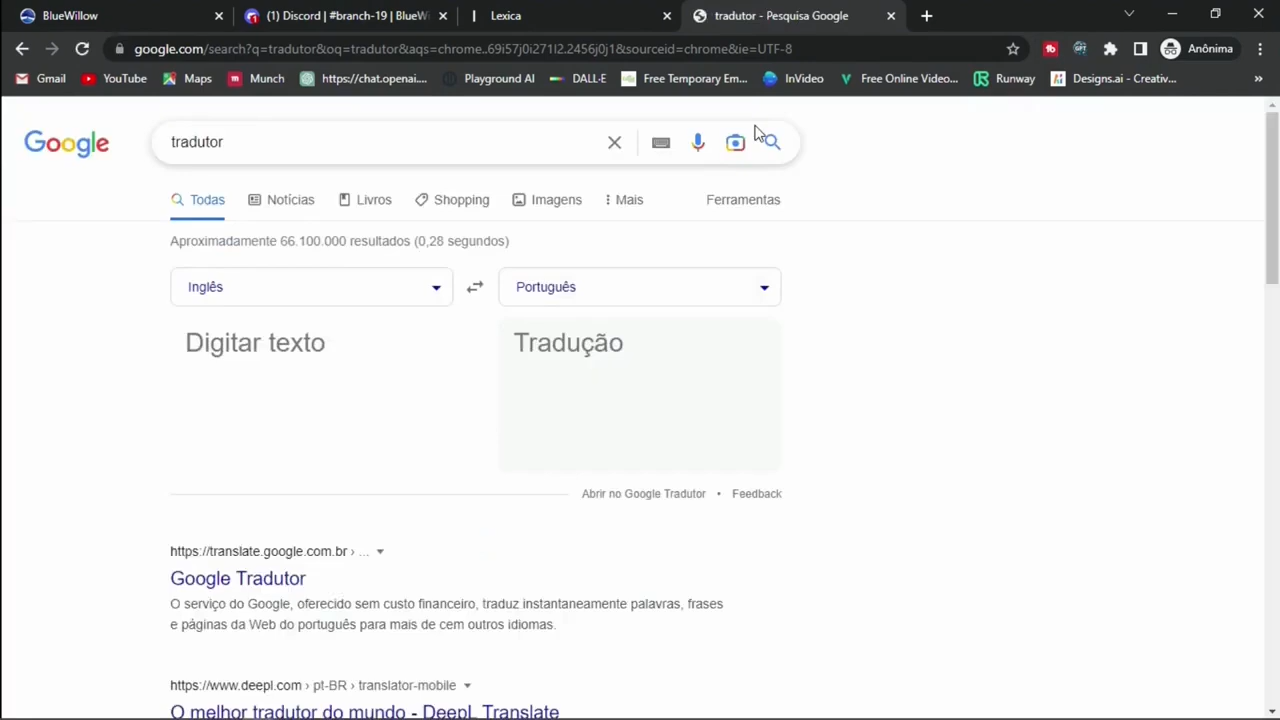 BlueWillow
(1) Discord | #branch-19 | BlueWi
Lexica
tradutor - Pesquisa Google
google.com/search?q=tradutor&oq=tradutor&aqs=chrome..69i57j0i271l2.2456j0j1&sourceid=chrome&ie=UTF-8
Anônima
Gmail
YouTube
Maps
Munch
https://chat.openai....
Playground AI
DALL·E
Free Temporary Em...
InVideo
Free Online Video...
Runway
Designs.ai - Creativ...
»
Google
tradutor
Todas
Notícias
Livros
Shopping
Imagens
Mais
Ferramentas
Aproximadamente 66.100.000 resultados (0,28 segundos)
Inglês
Português
Digitar texto
Tradução
Abrir no Google Tradutor • Feedback
https://translate.google.com.br › ...
Google Tradutor
O serviço do Google, oferecido sem custo financeiro, traduz instantaneamente palavras, frases
e páginas da Web do português para mais de cem outros idiomas.
https://www.deepl.com › pt-BR › translator-mobile
O melhor tradutor do mundo - DeepL Translate